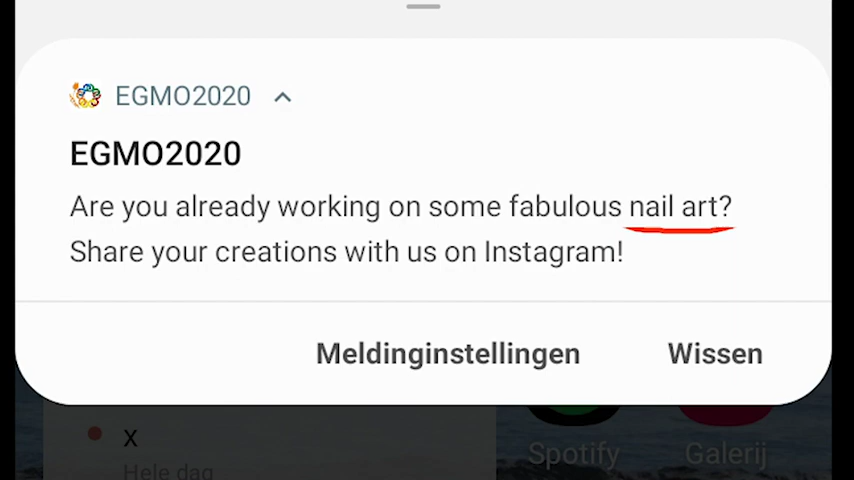 EGMO2020
EGMO2020
Are you already working on some fabulous nail art?
Share your creations with us on Instagram!
Meldinginstellingen
Wissen
x
Hele dag
Spotify
Galerij